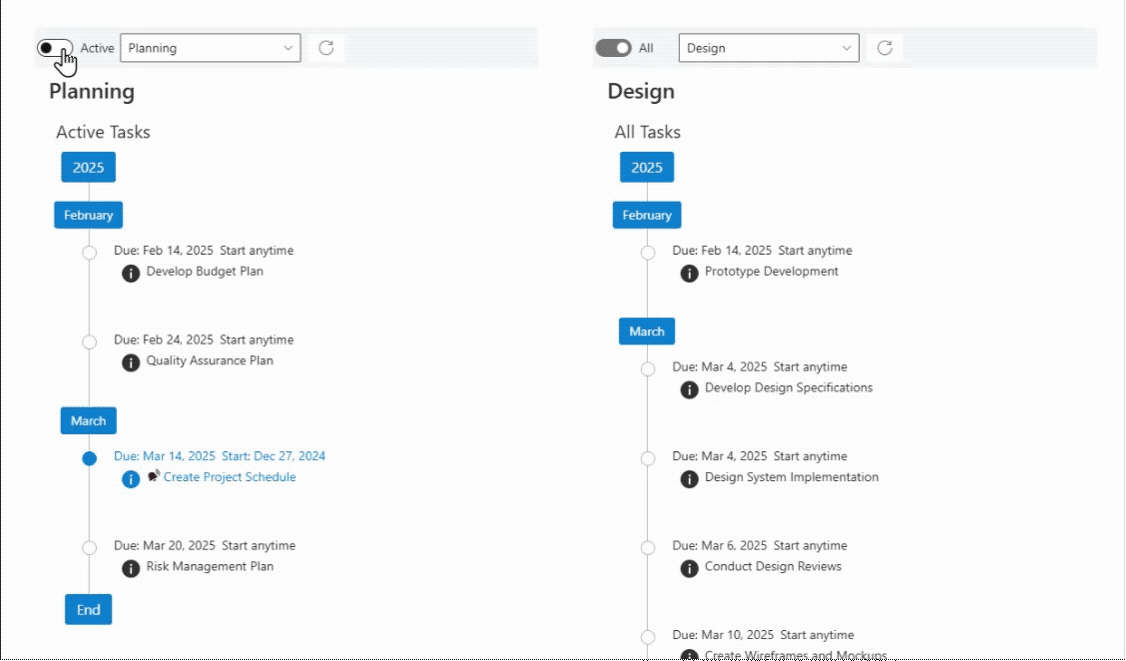 Active Planning
Planning
Active Tasks
2025
February
Due: Feb 14, 2025 Start anytime
Develop Budget Plan
Due: Feb 24, 2025 Start anytime
Quality Assurance Plan
March
Due: Mar 14, 2025 Start: Dec 27, 2024
Create Project Schedule
Due: Mar 20, 2025 Start anytime
Risk Management Plan
End
All Design
Design
All Tasks
2025
February
Due: Feb 14, 2025 Start anytime
Prototype Development
March
Due: Mar 4, 2025 Start anytime
Develop Design Specifications
Due: Mar 4, 2025 Start anytime
Design System Implementation
Due: Mar 6, 2025 Start anytime
Conduct Design Reviews
Due: Mar 10, 2025 Start anytime
Create Wireframes and Mockups